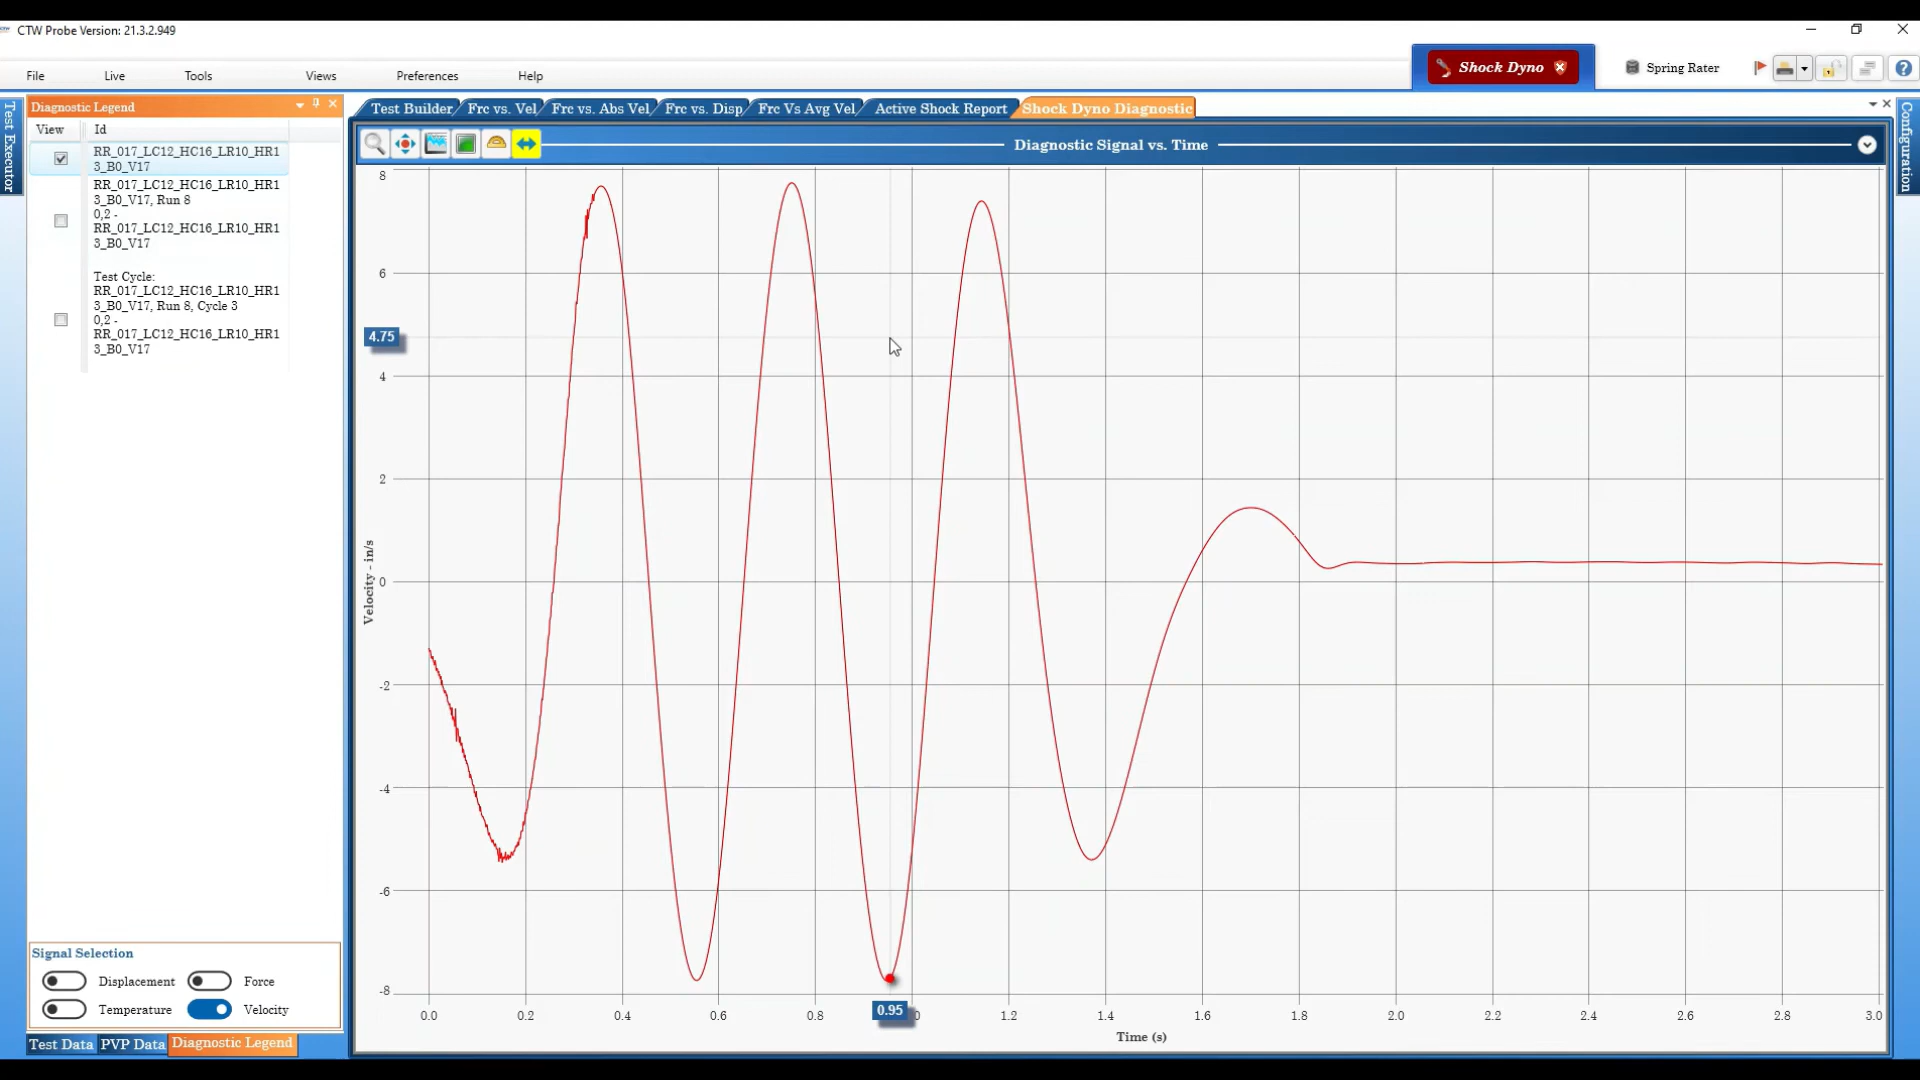 CTW Probe Version: 21.3.2.949
File Live Tools Views Preferences Help
Shock Dyno
Spring Rater
Test Executor
Diagnostic Legend
View Id
RR_017_LC12_HC16_LR10_HR1
3_B0_V17
RR_017_LC12_HC16_LR10_HR1
3_B0_V17, Run 8
0,2 -
RR_017_LC12_HC16_LR10_HR1
3_B0_V17
Test Cycle:
RR_017_LC12_HC16_LR10_HR1
3_B0_V17, Run 8, Cycle 3
0,2 -
RR_017_LC12_HC16_LR10_HR1
3_B0_V17
Signal Selection
Displacement Force
Temperature Velocity
Test Data PVP Data Diagnostic Legend
Test Builder Frc vs. Vel Frc vs. Abs Vel Frc vs. Disp Frc Vs Avg Vel Active Shock Report Shock Dyno Diagnostic
Diagnostic Signal vs. Time
8
6
4.75
4
2
0
-2
-4
-6
-8
Velocity - in/s
0.0 0.2 0.4 0.6 0.8 0.95 1.2 1.4 1.6 1.8 2.0 2.2 2.4 2.6 2.8 3.0
Time (s)
Configuration